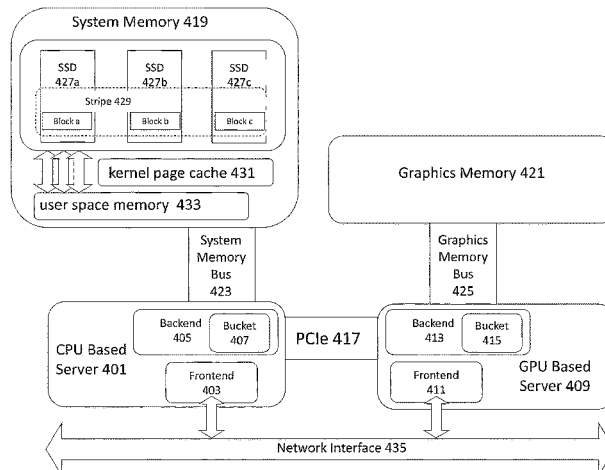 System Memory 419
SSD
427a
SSD
427b
SSD
427c
Stripe 429
Block a
Block b
Block c
kernel page cache 431
user space memory 433
Graphics Memory 421
System
Memory
Bus
423
Graphics
Memory
Bus
425
CPU Based
Server 401
Backend
405
Bucket
407
Frontend
403
PCIe 417
Backend
413
Bucket
415
Frontend
411
GPU Based
Server 409
Network Interface 435